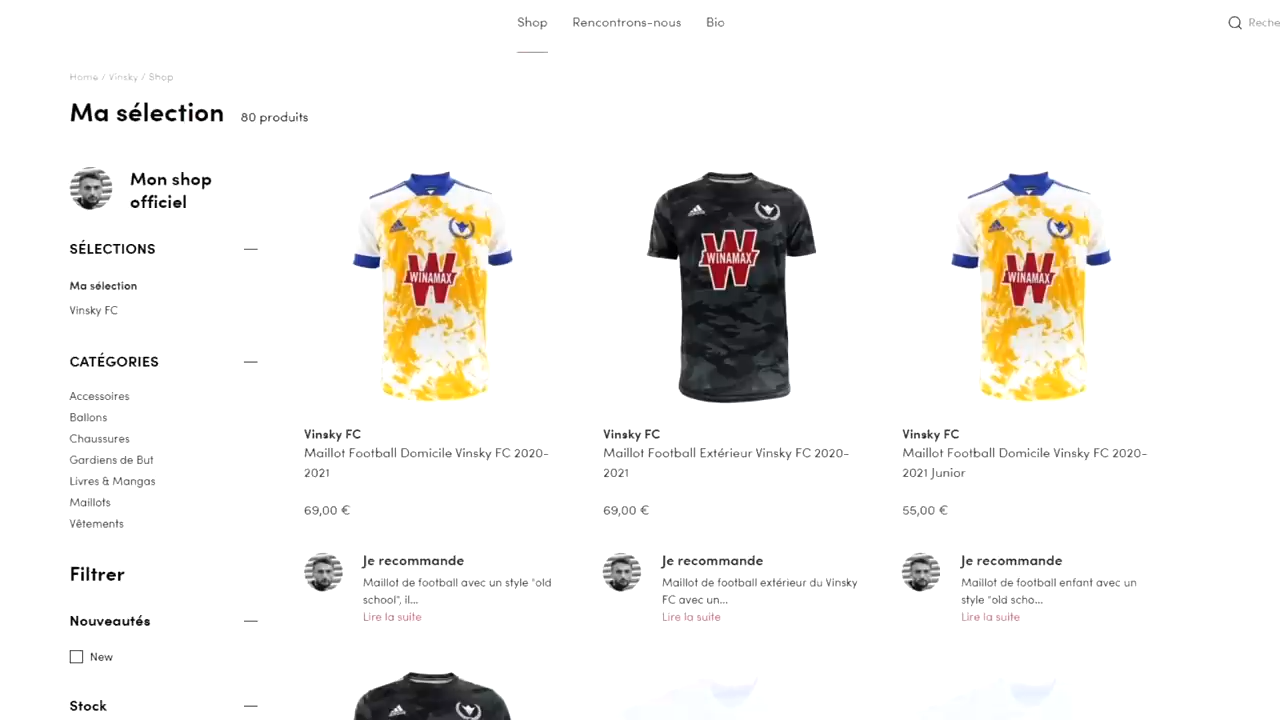 Shop Rencontrons-nous Bio
Reche
Home / Vinsky / Shop
Ma sélection 80 produits
Mon shop
officiel
SÉLECTIONS
Ma sélection
Vinsky FC
CATÉGORIES
Accessoires
Ballons
Chaussures
Gardiens de But
Livres & Mangas
Maillots
Vêtements
Filtrer
Nouveautés
New
Stock
W
WINAMAX
Vinsky FC
Maillot Football Domicile Vinsky FC 2020-
2021
69,00 €
Je recommande
Maillot de football avec un style "old
school", il...
Lire la suite
W
WINAMAX
Vinsky FC
Maillot Football Extérieur Vinsky FC 2020-
2021
69,00 €
Je recommande
Maillot de football extérieur du Vinsky
FC avec un...
Lire la suite
W
WINAMAX
Vinsky FC
Maillot Football Domicile Vinsky FC 2020-
2021 Junior
55,00 €
Je recommande
Maillot de football enfant avec un
style "old scho...
Lire la suite